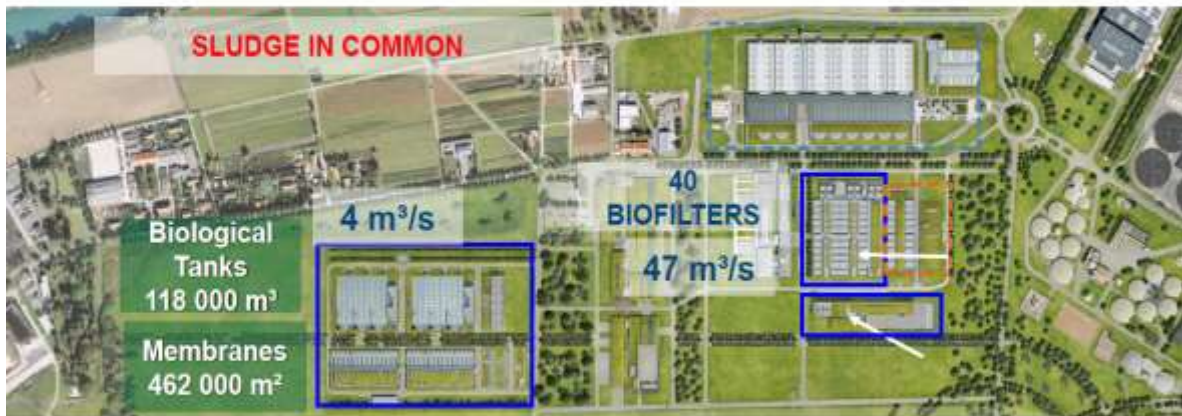 SLUDGE IN COMMON
40
BIOFILTERS
47 m³/s
4 m³/s
Biological
Tanks
118 000 m³
Membranes
462 000 m²